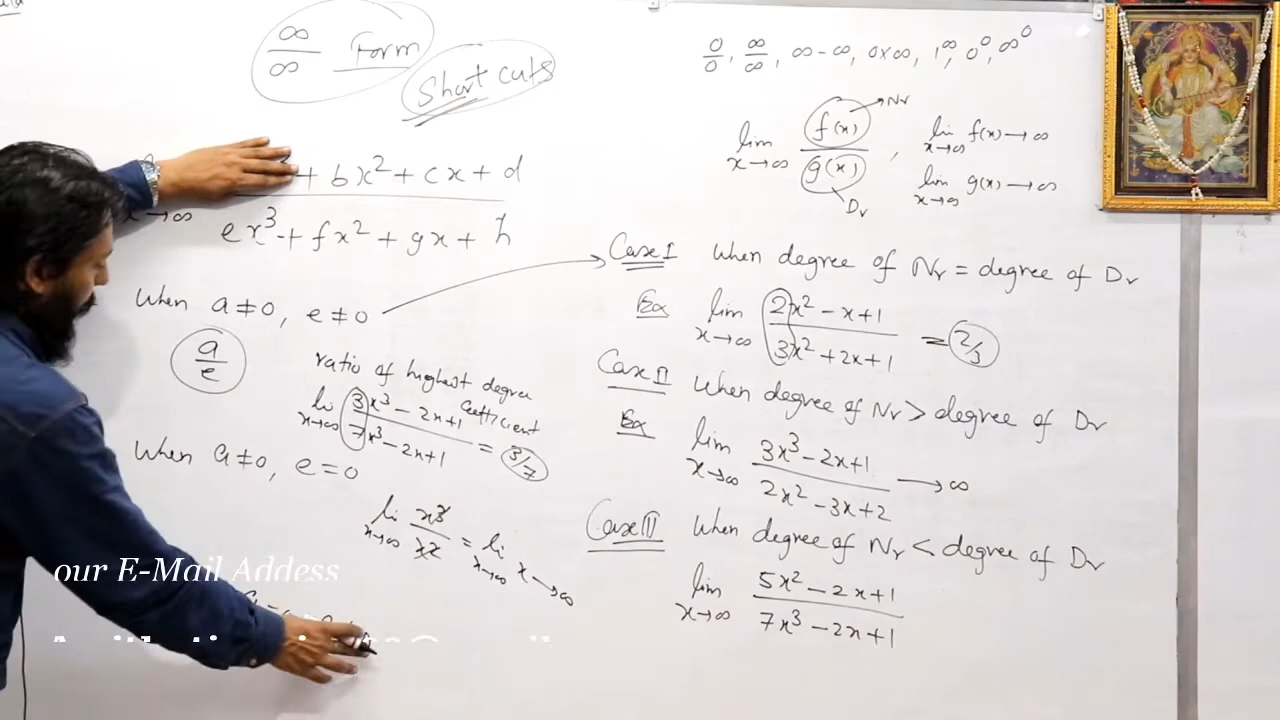 ∞/∞ Form
Short cuts
+ bx² + cx + d
x→∞
ex³ + fx² + gx + h
When a≠0, e≠0
a/e
ratio of highest degree
coefficient
lim x→∞ (3x³ − 2x+1)/(7x³ − 2x+1) = 3/7
When a≠0, e=0
li x→∞ x³/x² = li x→∞ x → ∞
our E-Mail Addess
0/0, ∞/∞, ∞−∞, 0×∞, 1^∞, 0⁰, ∞⁰
lim x→∞ f(x)/g(x), lim x→∞ f(x)→∞
Nr
lim x→∞ g(x)→∞
Dr
Case I When degree of Nr = degree of Dr
Ex lim x→∞ (2x² − x+1)/(3x² + 2x+1) = 2/3
Case II When degree of Nr > degree of Dr
Ex lim x→∞ (3x³ − 2x+1)/(2x² − 3x+2) → ∞
Case III When degree of Nr < degree of Dr
lim x→∞ (5x² − 2x+1)/(7x³ − 2x+1)